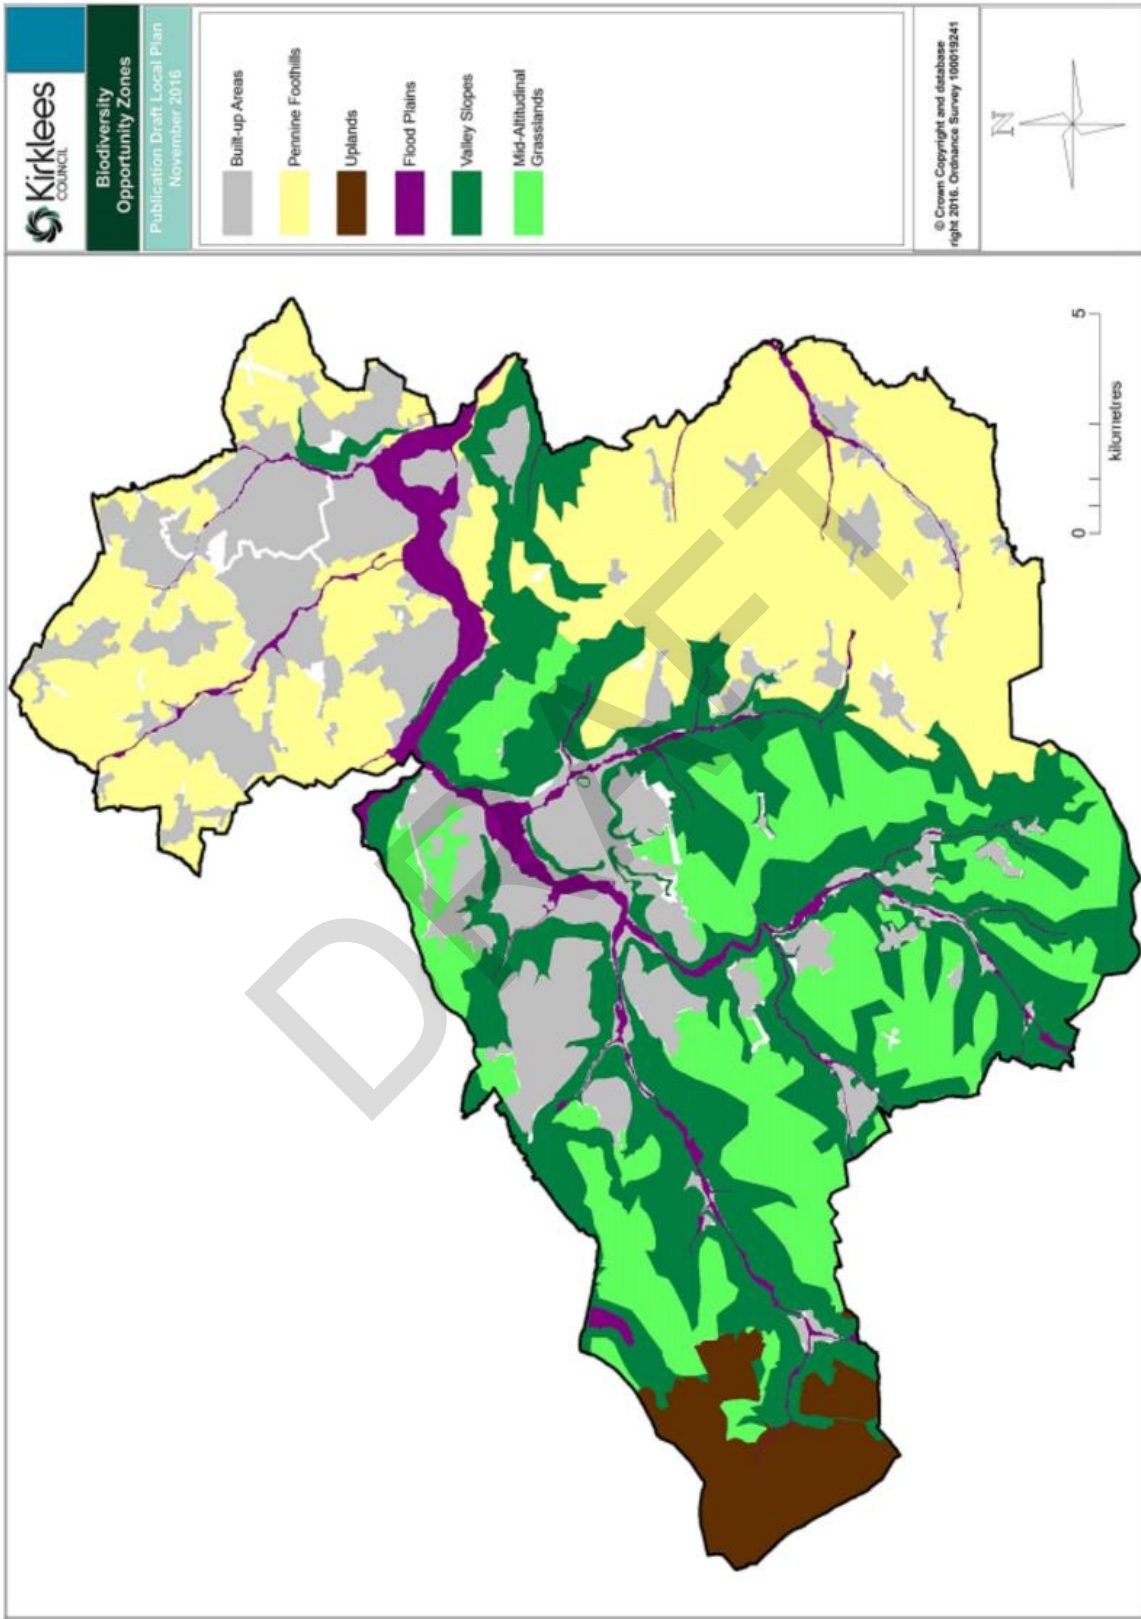 Kirklees
COUNCIL
Biodiversity
Opportunity Zones
Publication Draft Local Plan
November 2016
Built-up Areas
Pennine Foothills
Uplands
Flood Plains
Valley Slopes
Mid-Altitudinal
Grasslands
© Crown Copyright and database
right 2016. Ordnance Survey 100019241
N
0 5
kilometres
DRAFT